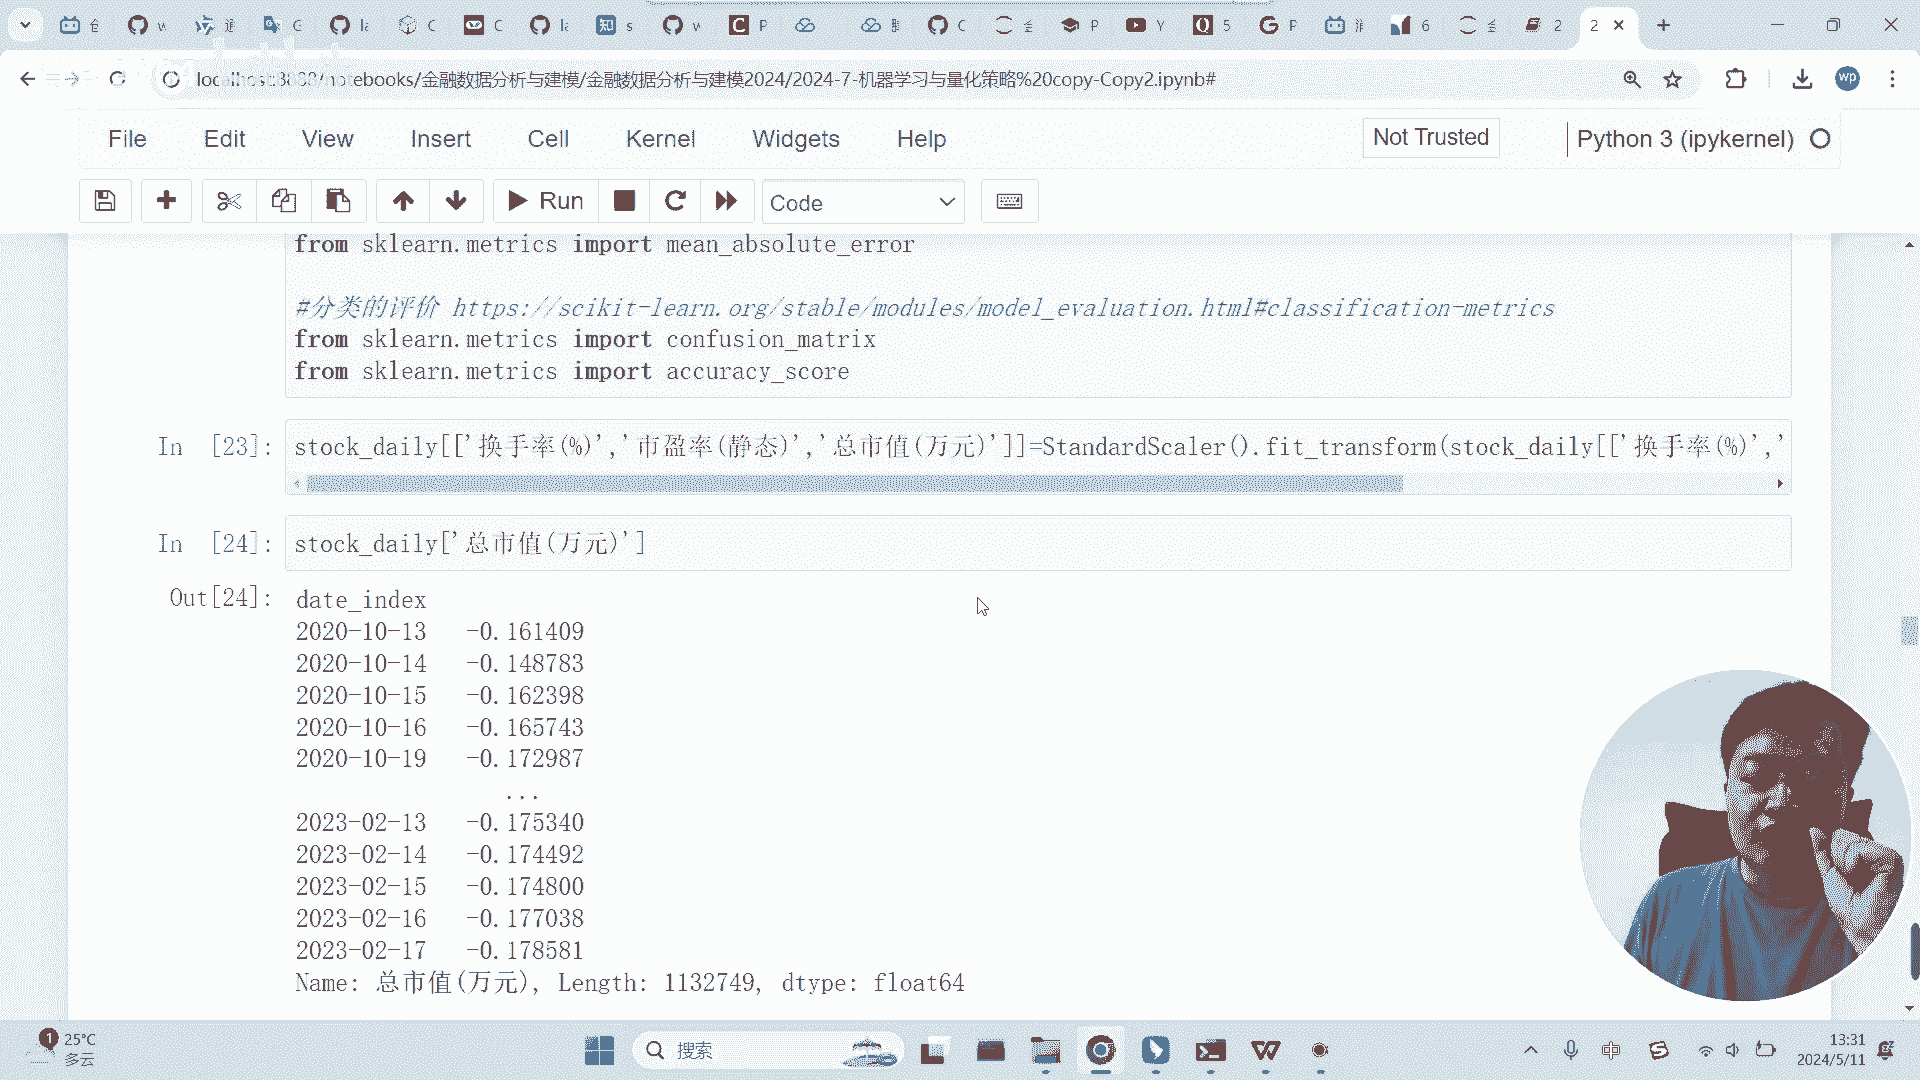 localhost:8888/notebooks/金融数据分析与建模/金融数据分析与建模2024/2024-7-机器学习与量化策略%20copy-Copy2.ipynb#
wp
File Edit View Insert Cell Kernel Widgets Help
Not Trusted
Python 3 (ipykernel)
Run
Code
from sklearn.metrics import mean_absolute_error
#分类的评价 https://scikit-learn.org/stable/modules/model_evaluation.html#classification-metrics
from sklearn.metrics import confusion_matrix
from sklearn.metrics import accuracy_score
In [23]: stock_daily[['换手率(%)','市盈率(静态)','总市值(万元)']]=StandardScaler().fit_transform(stock_daily[['换手率(%)','
In [24]: stock_daily['总市值(万元)']
Out[24]: date_index
2020-10-13 -0.161409
2020-10-14 -0.148783
2020-10-15 -0.162398
2020-10-16 -0.165743
2020-10-19 -0.172987
...
2023-02-13 -0.175340
2023-02-14 -0.174492
2023-02-15 -0.174800
2023-02-16 -0.177038
2023-02-17 -0.178581
Name: 总市值(万元), Length: 1132749, dtype: float64
1
25°C
多云
搜索
中
13:31
2024/5/11